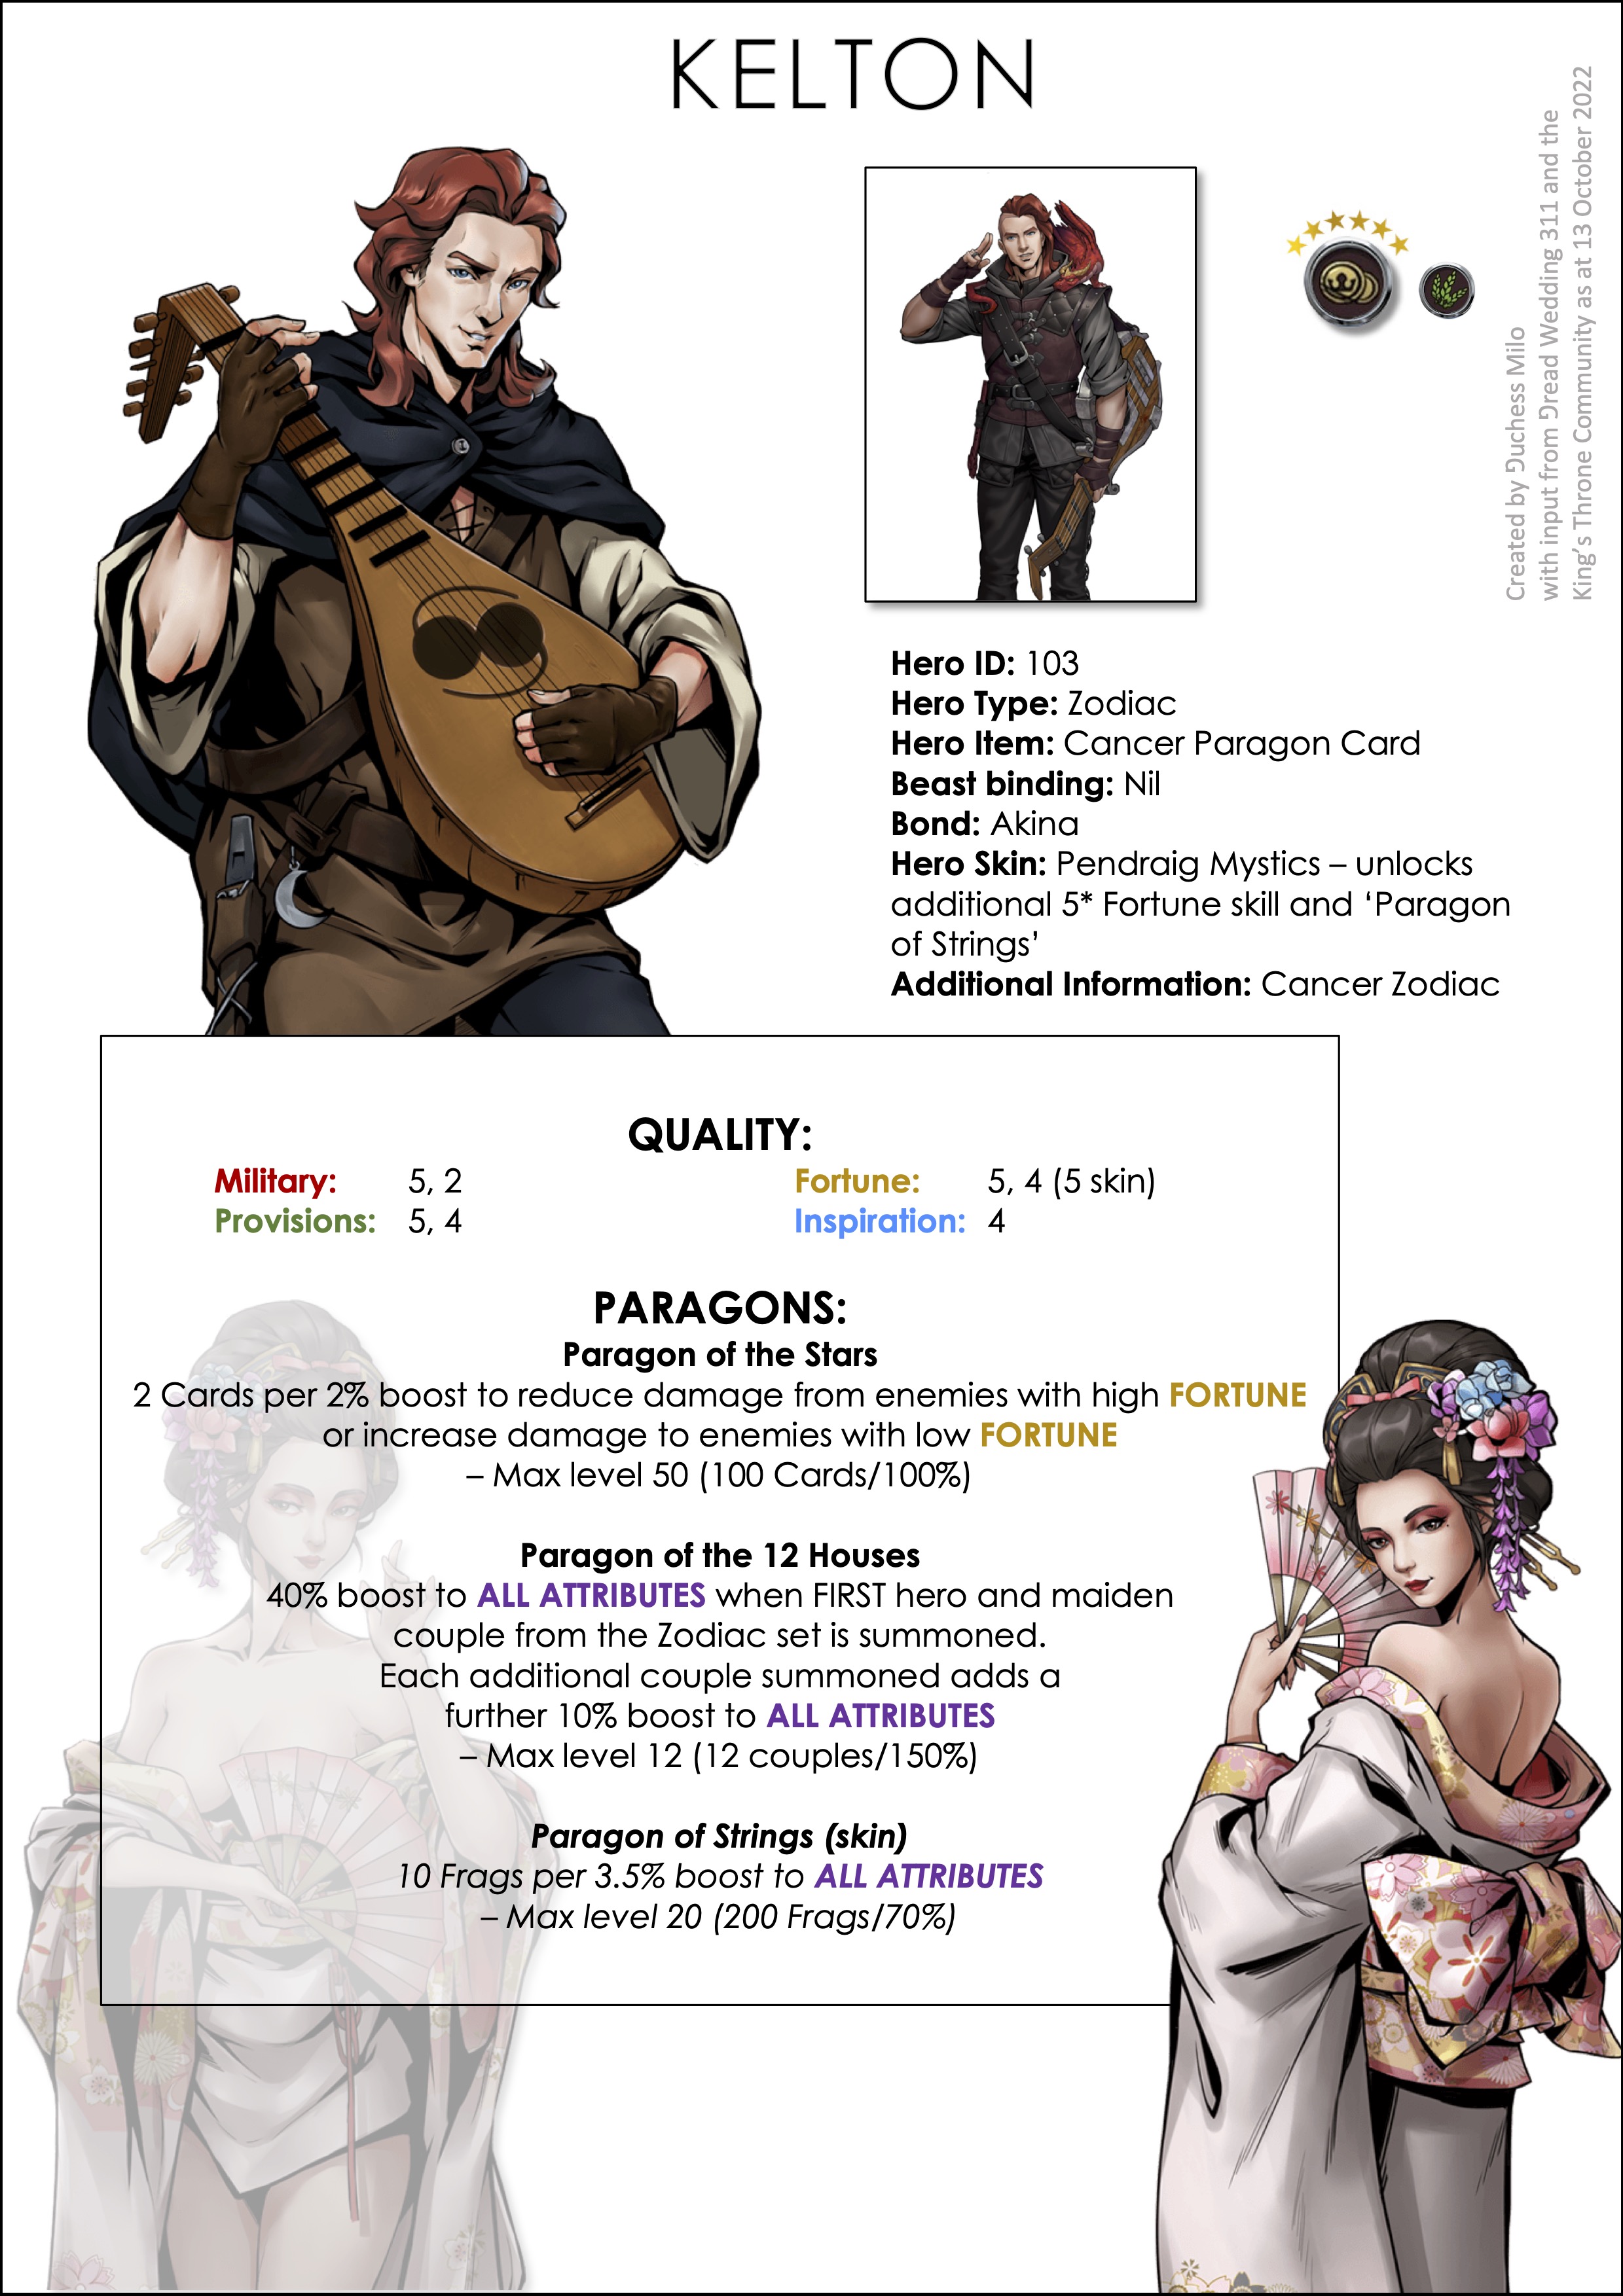 KELTON
Created by Duchess Milo
with input from Dread Wedding 311 and the
King's Throne Community as at 13 October 2022
Hero ID: 103
Hero Type: Zodiac
Hero Item: Cancer Paragon Card
Beast binding: Nil
Bond: Akina
Hero Skin: Pendraig Mystics – unlocks
additional 5* Fortune skill and ‘Paragon
of Strings’
Additional Information: Cancer Zodiac
QUALITY:
Military: 5, 2 Fortune: 5, 4 (5 skin)
Provisions: 5, 4 Inspiration: 4
PARAGONS:
Paragon of the Stars
2 Cards per 2% boost to reduce damage from enemies with high FORTUNE
or increase damage to enemies with low FORTUNE
– Max level 50 (100 Cards/100%)
Paragon of the 12 Houses
40% boost to ALL ATTRIBUTES when FIRST hero and maiden
couple from the Zodiac set is summoned.
Each additional couple summoned adds a
further 10% boost to ALL ATTRIBUTES
– Max level 12 (12 couples/150%)
Paragon of Strings (skin)
10 Frags per 3.5% boost to ALL ATTRIBUTES
– Max level 20 (200 Frags/70%)